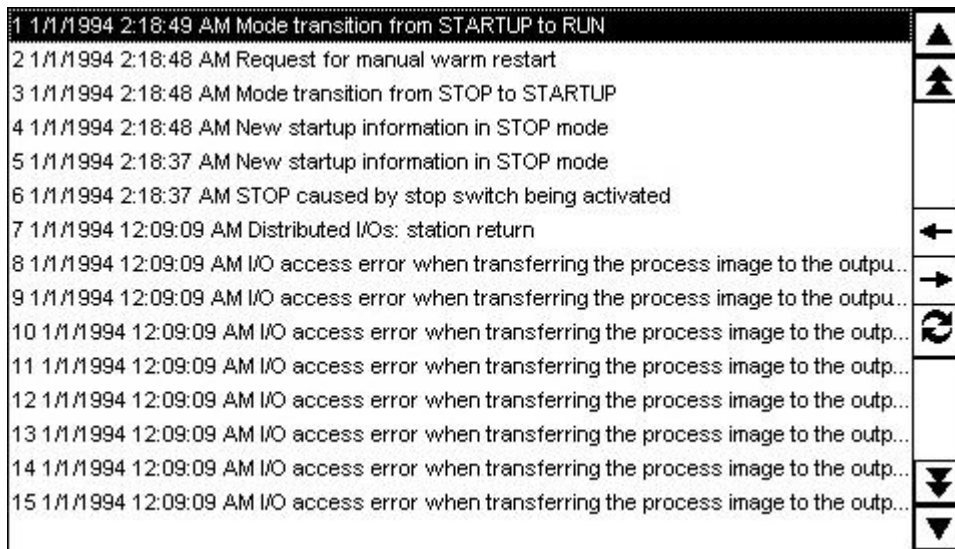 1 1/1/1994 2:18:49 AM Mode transition from STARTUP to RUN
2 1/1/1994 2:18:48 AM Request for manual warm restart
3 1/1/1994 2:18:48 AM Mode transition from STOP to STARTUP
4 1/1/1994 2:18:48 AM New startup information in STOP mode
5 1/1/1994 2:18:37 AM New startup information in STOP mode
6 1/1/1994 2:18:37 AM STOP caused by stop switch being activated
7 1/1/1994 12:09:09 AM Distributed I/Os: station return
8 1/1/1994 12:09:09 AM I/O access error when transferring the process image to the outpu...
9 1/1/1994 12:09:09 AM I/O access error when transferring the process image to the outpu...
10 1/1/1994 12:09:09 AM I/O access error when transferring the process image to the outp...
11 1/1/1994 12:09:09 AM I/O access error when transferring the process image to the outp...
12 1/1/1994 12:09:09 AM I/O access error when transferring the process image to the outp...
13 1/1/1994 12:09:09 AM I/O access error when transferring the process image to the outp...
14 1/1/1994 12:09:09 AM I/O access error when transferring the process image to the outp...
15 1/1/1994 12:09:09 AM I/O access error when transferring the process image to the outp...